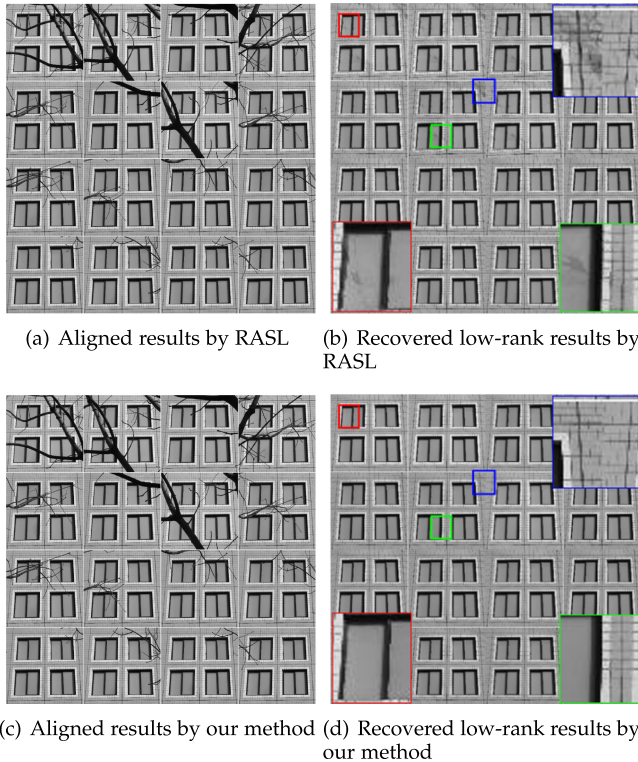 (a) Aligned results by RASL
(b) Recovered low-rank results by
RASL
(c) Aligned results by our method
(d) Recovered low-rank results by
our method